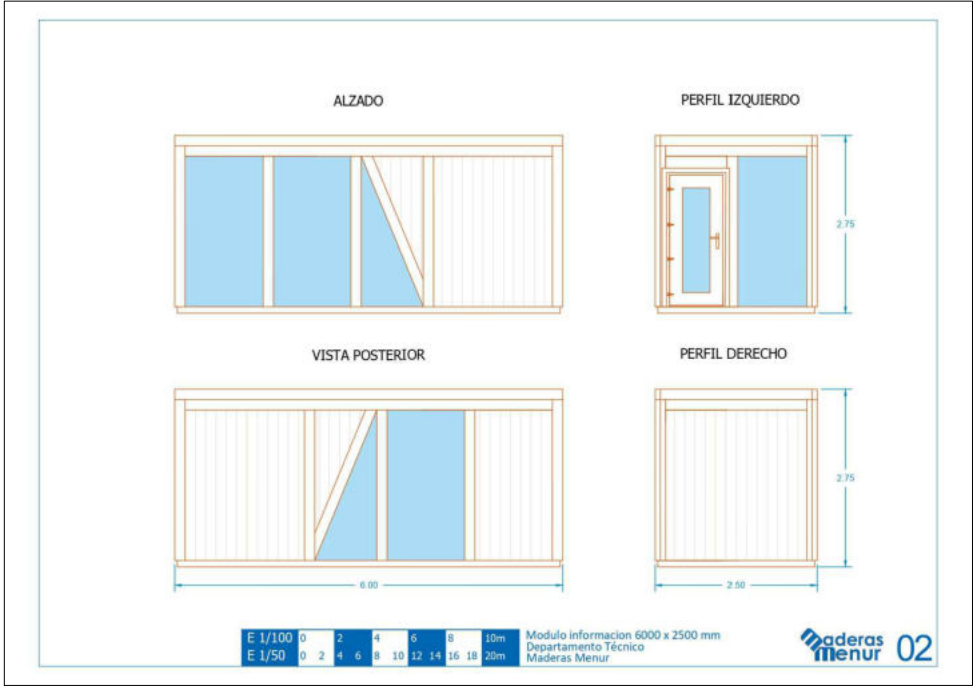 ALZADO
PERFIL IZQUIERDO
2.75
VISTA POSTERIOR
PERFIL DERECHO
2.75
6.00
2.50
E 1/100 0 2 4 6 8 10m
E 1/50 0 2 4 6 8 10 12 14 16 18 20m
Modulo informacion 6000 x 2500 mm
Departamento Técnico
Maderas Menur
maderas
menur
02